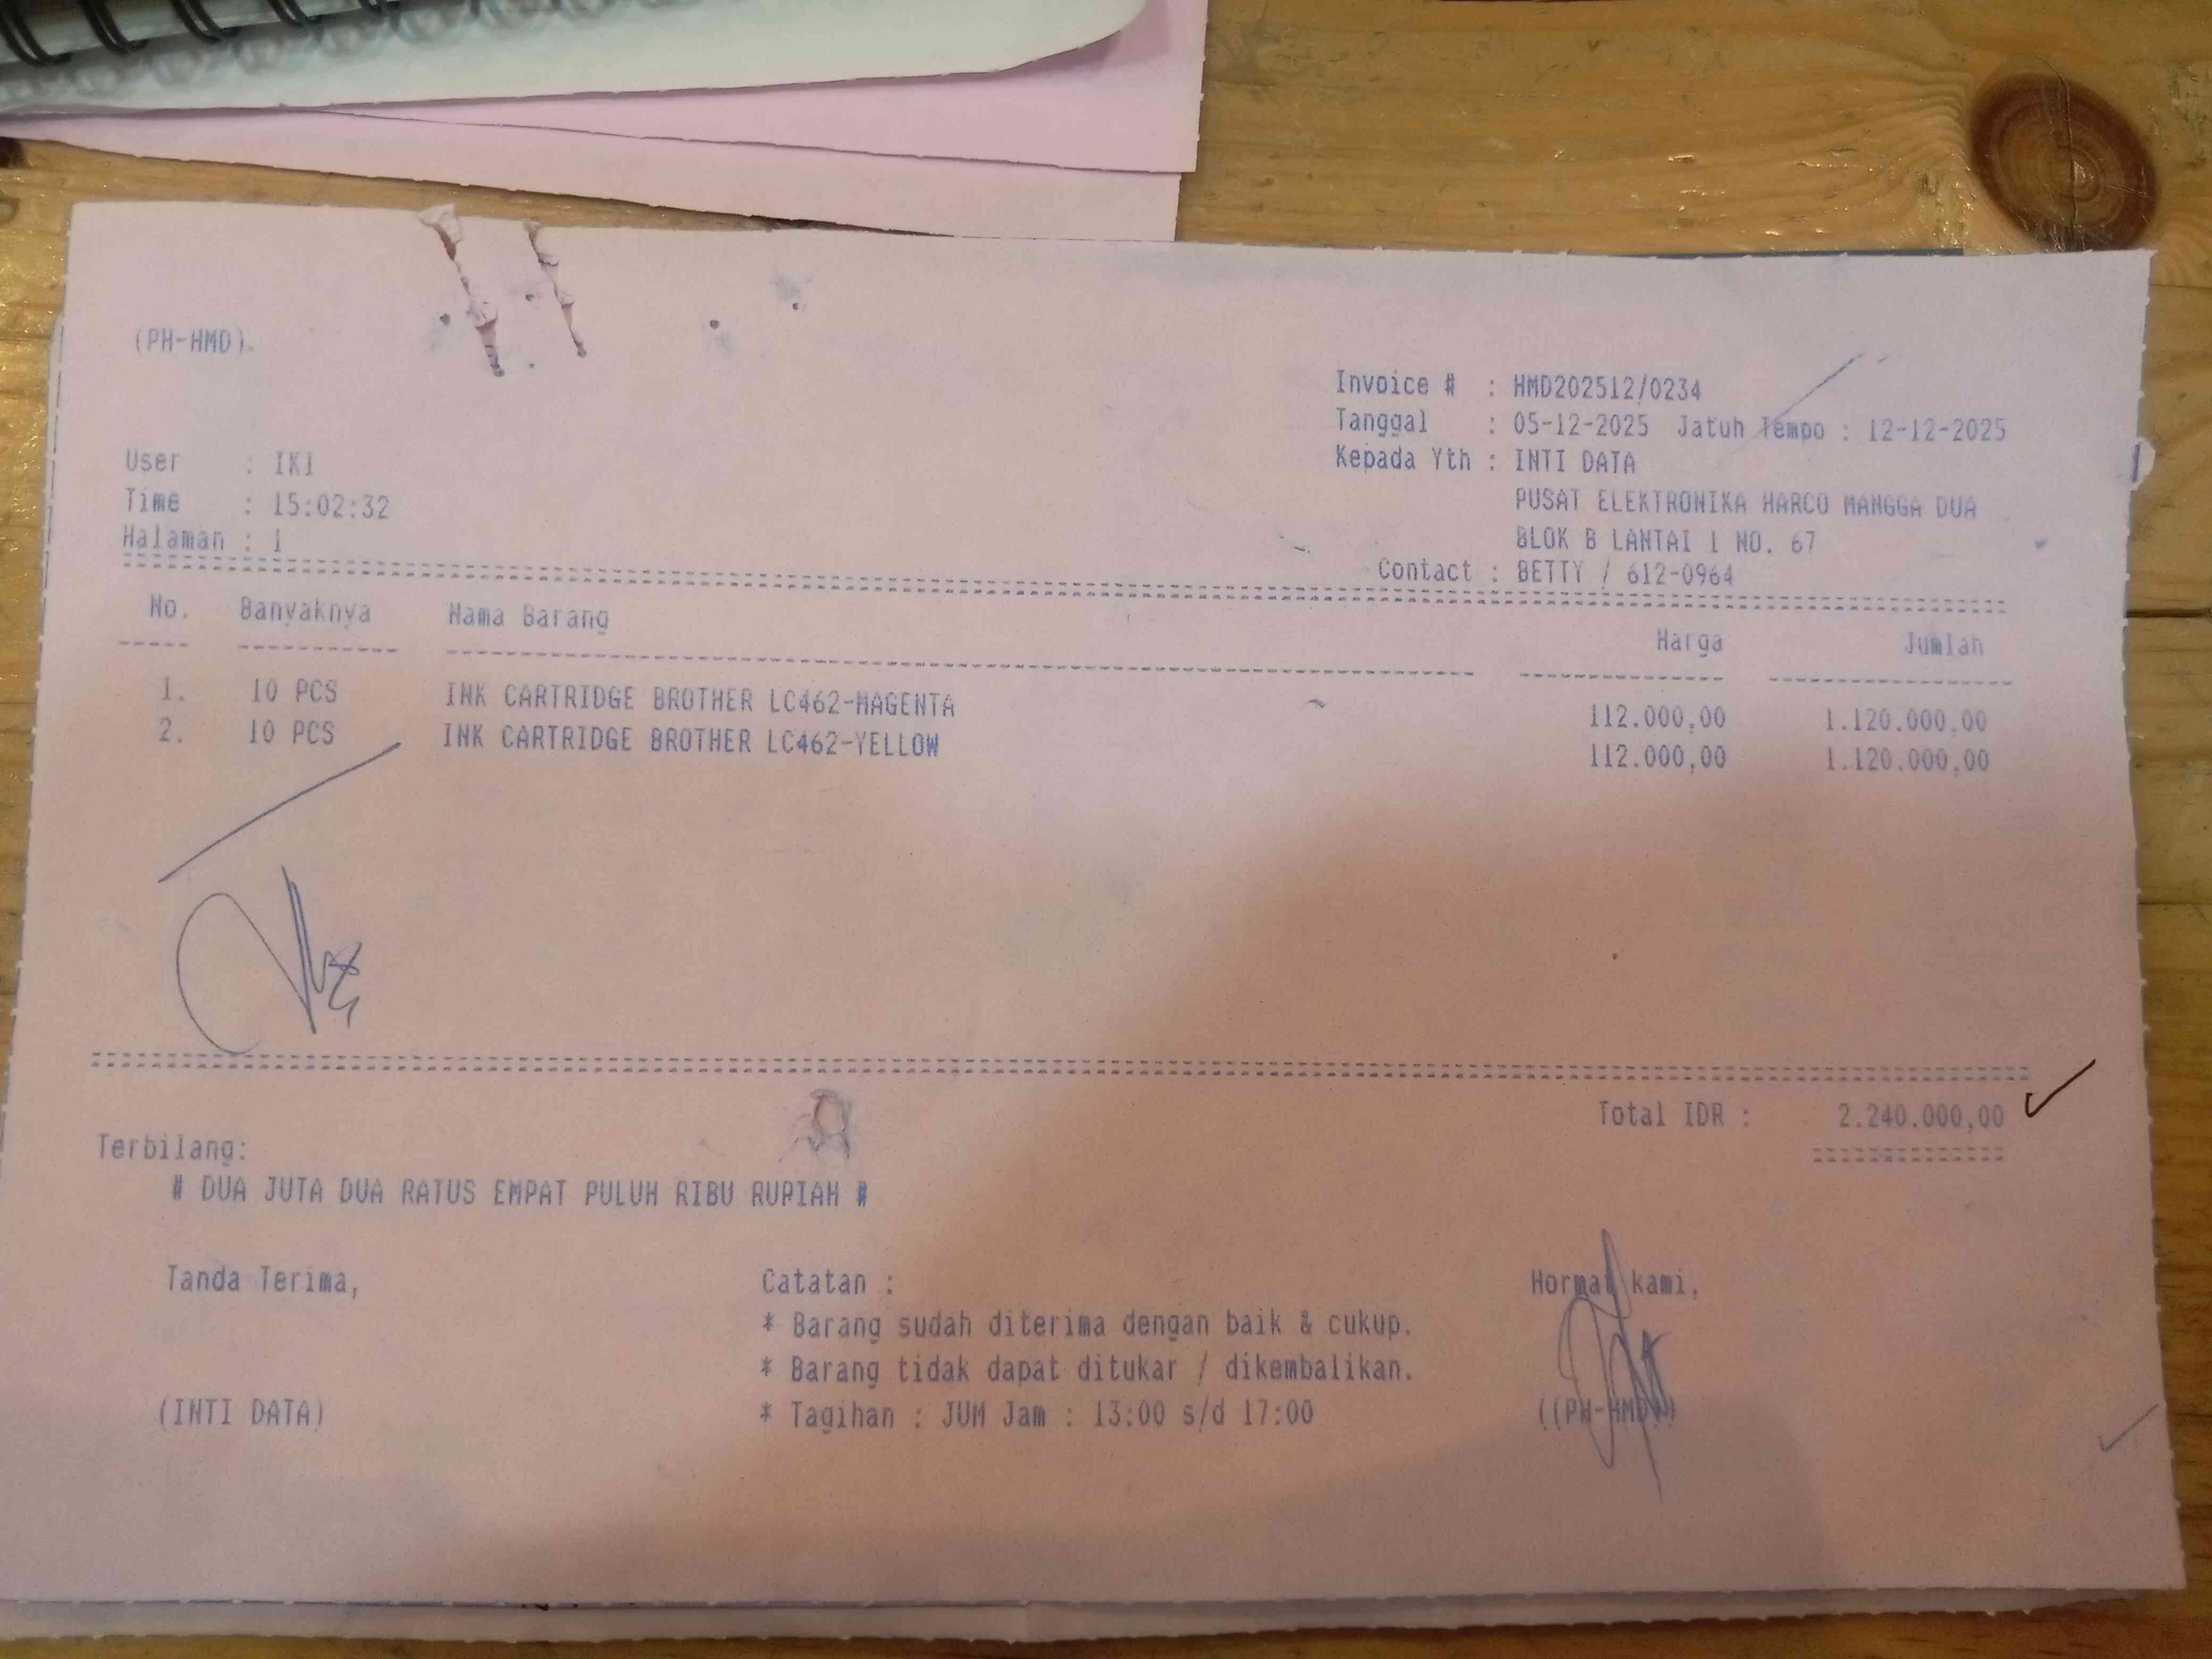 (PH-HMD).
Invoice # : HMD202512/0234
Tanggal : 05-12-2025 Jatuh Tempo : 12-12-2025
Kepada Yth : INTI DATA
PUSAT ELEKTRONIKA HARCO MANGGA DUA
BLOK B LANTAI 1 NO. 67
Contact : BETTY / 612-0964
User : IKI
Time : 15:02:32
Halaman : 1
No. Banyaknya Nama Barang Harga Jumlah
1. 10 PCS INK CARTRIDGE BROTHER LC462-MAGENTA 112.000,00 1.120.000,00
2. 10 PCS INK CARTRIDGE BROTHER LC462-YELLOW 112.000,00 1.120.000,00
Total IDR : 2.240.000,00
Terbilang:
# DUA JUTA DUA RATUS EMPAT PULUH RIBU RUPIAH #
Tanda Terima, Catatan : Hormat kami,
* Barang sudah diterima dengan baik & cukup.
* Barang tidak dapat ditukar / dikembalikan.
(INTI DATA) * Tagihan : JUM Jam : 13:00 s/d 17:00 ((PH-HMD))